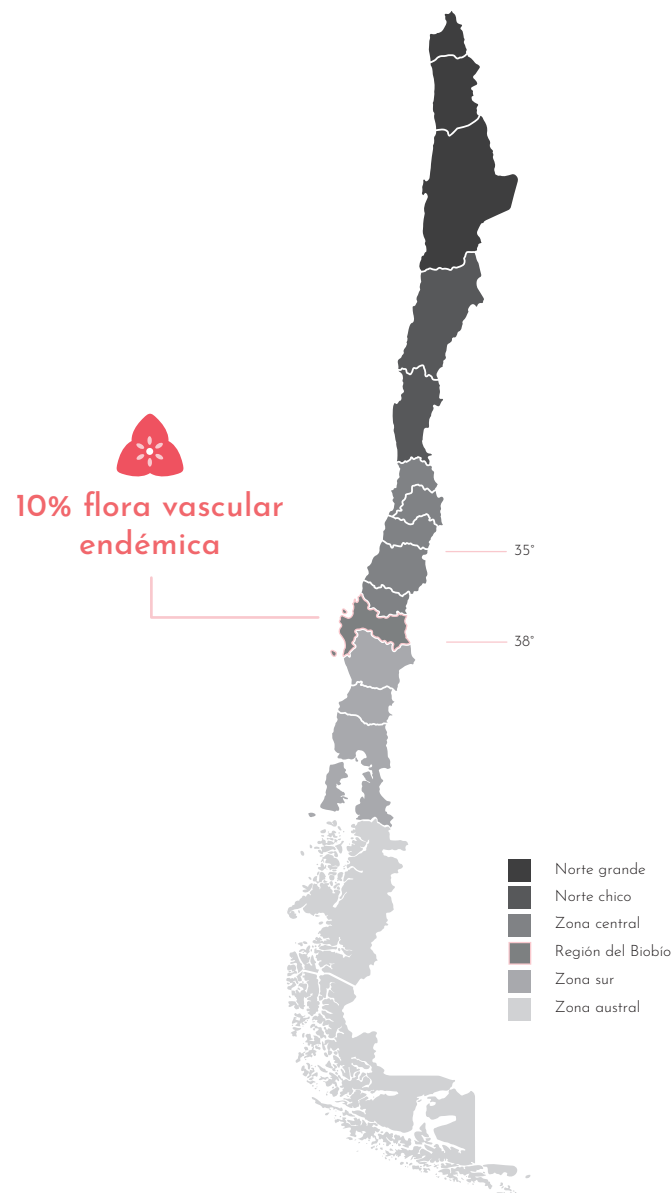 10% flora vascular
endémica
35°
38°
Norte grande
Norte chico
Zona central
Región del Biobío
Zona sur
Zona austral